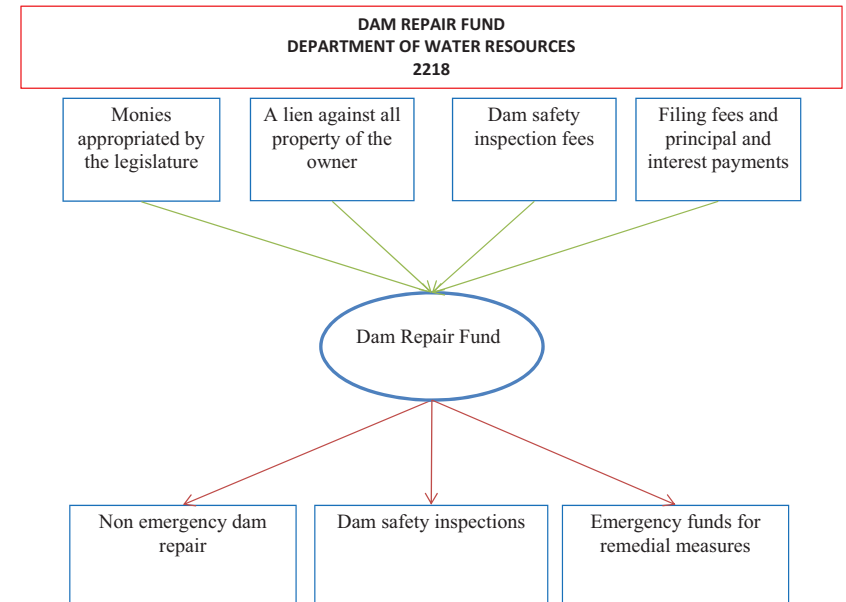 DAM REPAIR FUND
DEPARTMENT OF WATER RESOURCES
2218
Monies
appropriated by
the legislature
A lien against all
property of the
owner
Dam safety
inspection fees
Filing fees and
principal and
interest payments
Dam Repair Fund
Non emergency dam
repair
Dam safety inspections
Emergency funds for
remedial measures